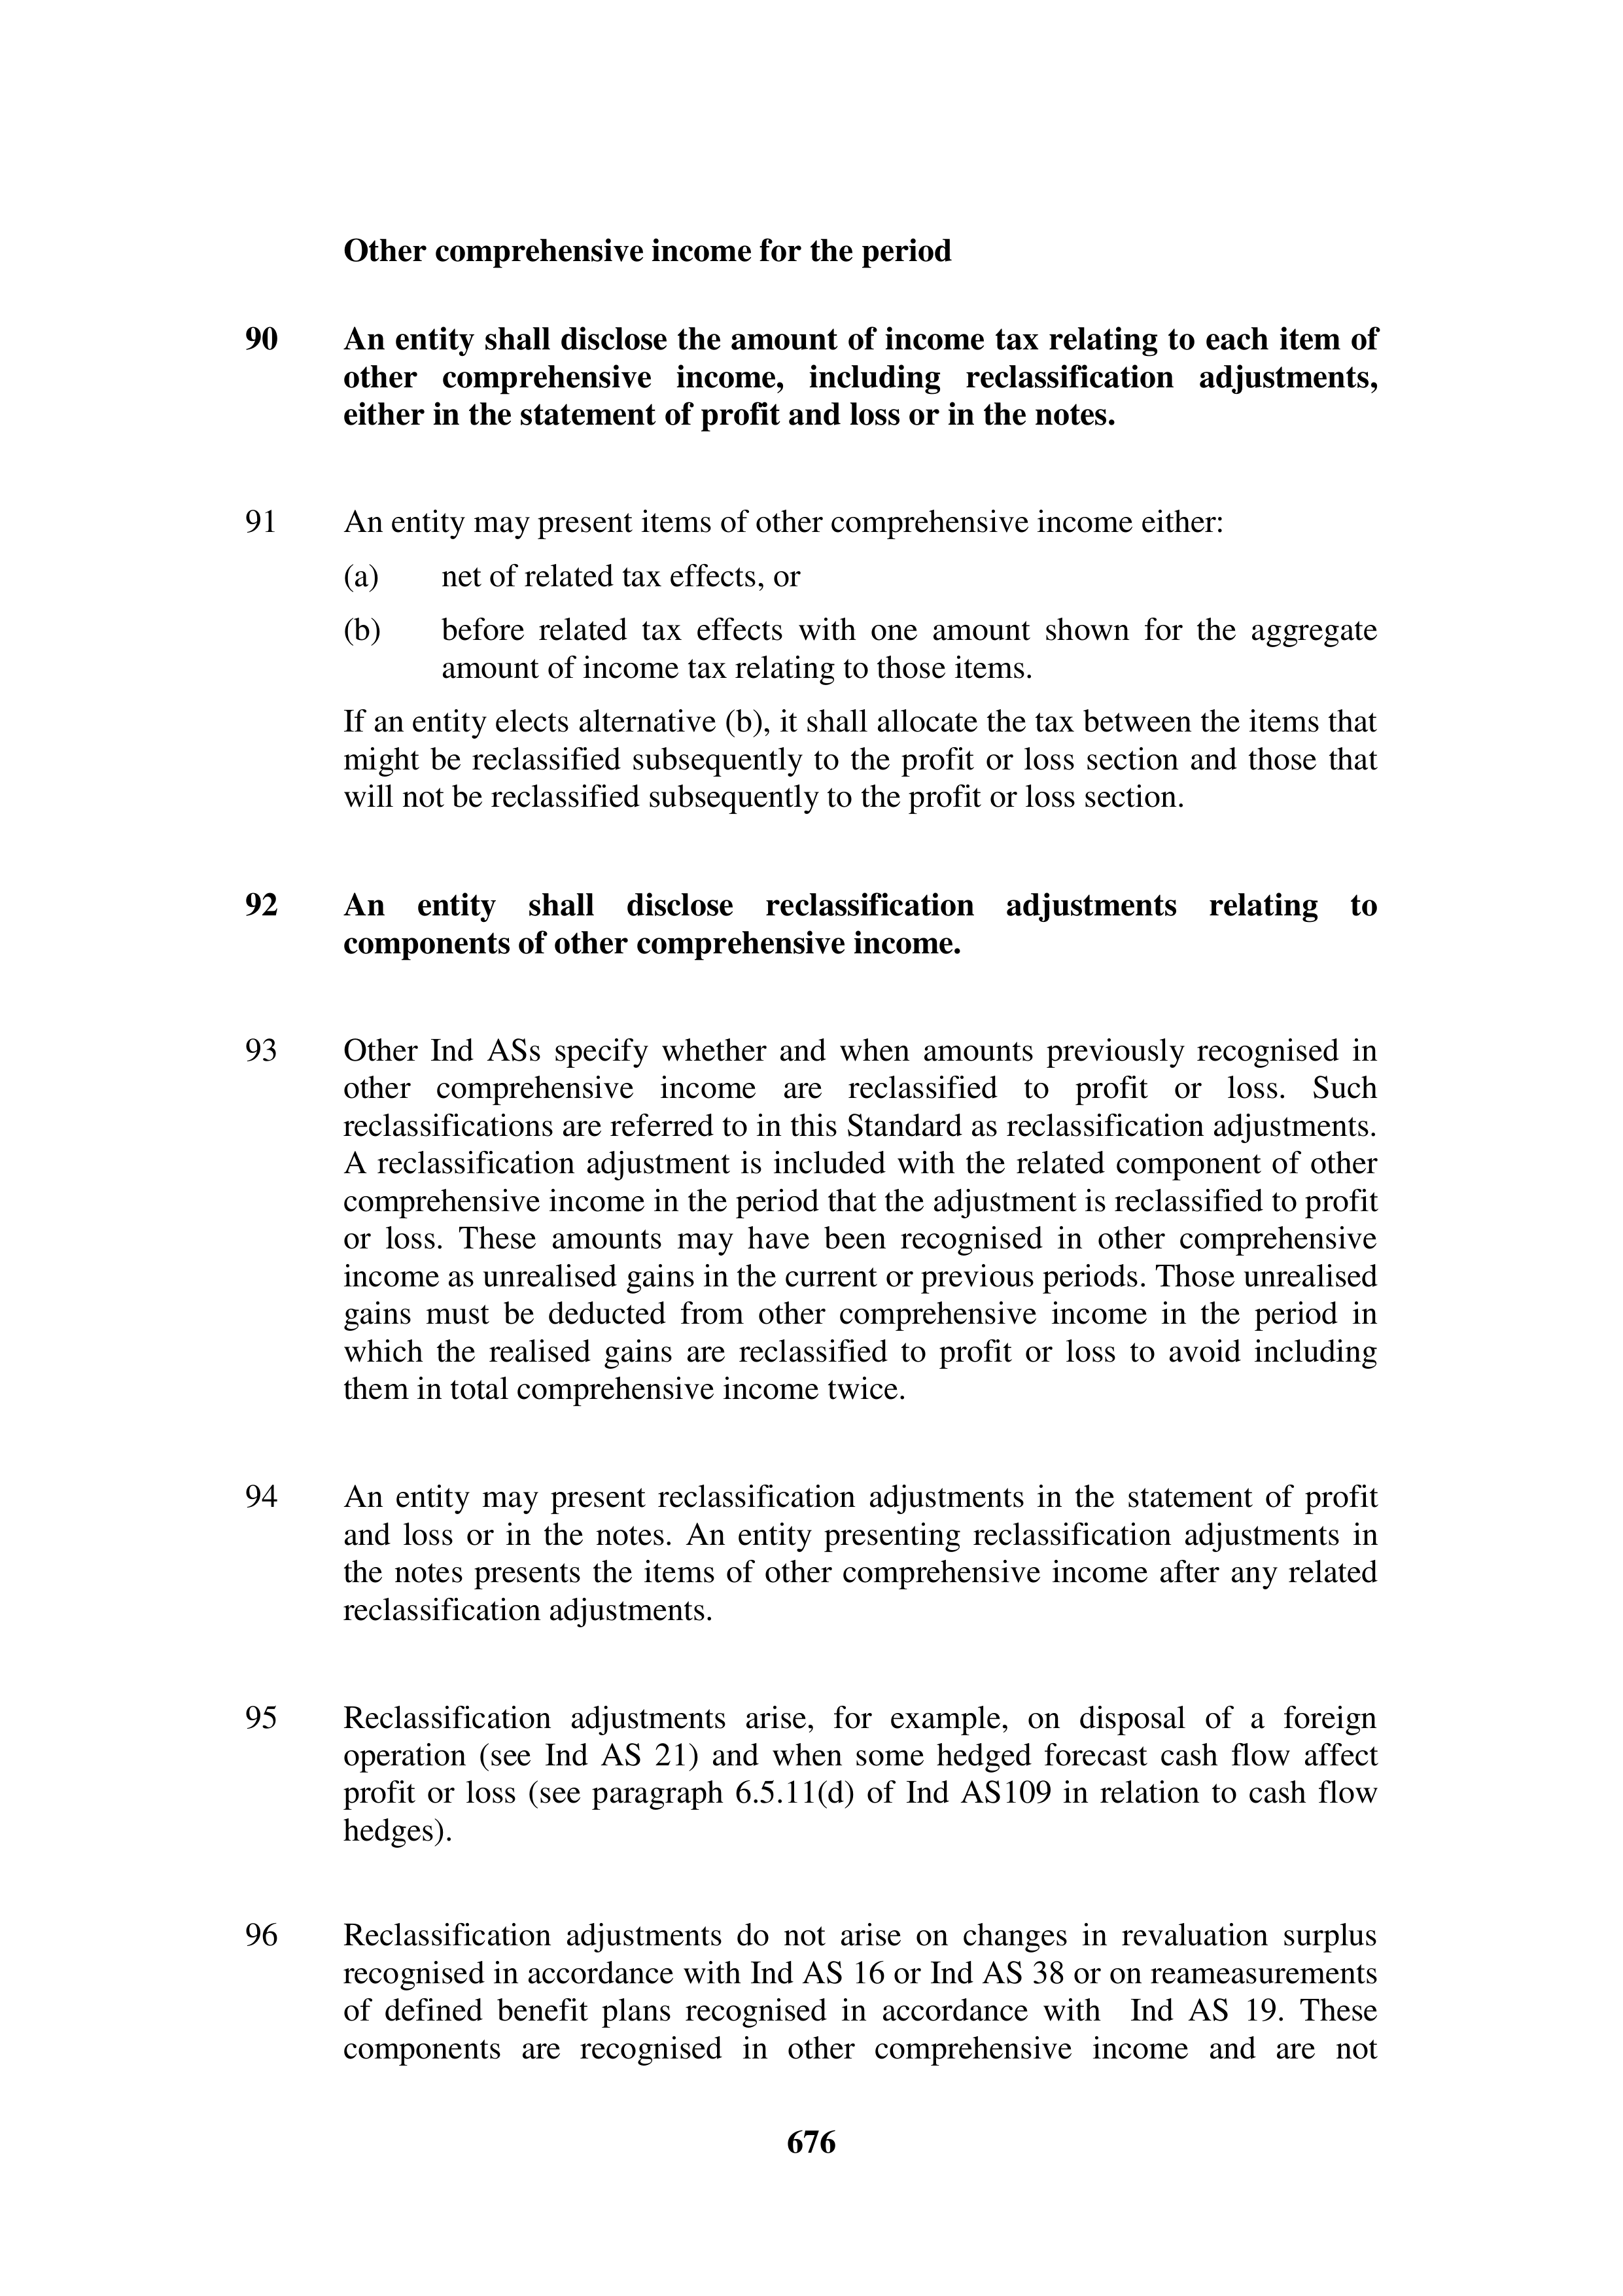 Other comprehensive income for the period
90 An entity shall disclose the amount of income tax relating to each item of
other comprehensive income, including reclassification adjustments,
either in the statement of profit and loss or in the notes.
91 An entity may present items of other comprehensive income either:
(a) net of related tax effects, or
(b) before related tax effects with one amount shown for the aggregate
amount of income tax relating to those items.
If an entity elects alternative (b), it shall allocate the tax between the items that
might be reclassified subsequently to the profit or loss section and those that
will not be reclassified subsequently to the profit or loss section.
92 An entity shall disclose reclassification adjustments relating to
components of other comprehensive income.
93 Other Ind ASs specify whether and when amounts previously recognised in
other comprehensive income are reclassified to profit or loss. Such
reclassifications are referred to in this Standard as reclassification adjustments.
A reclassification adjustment is included with the related component of other
comprehensive income in the period that the adjustment is reclassified to profit
or loss. These amounts may have been recognised in other comprehensive
income as unrealised gains in the current or previous periods. Those unrealised
gains must be deducted from other comprehensive income in the period in
which the realised gains are reclassified to profit or loss to avoid including
them in total comprehensive income twice.
94 An entity may present reclassification adjustments in the statement of profit
and loss or in the notes. An entity presenting reclassification adjustments in
the notes presents the items of other comprehensive income after any related
reclassification adjustments.
95 Reclassification adjustments arise, for example, on disposal of a foreign
operation (see Ind AS 21) and when some hedged forecast cash flow affect
profit or loss (see paragraph 6.5.11(d) of Ind AS109 in relation to cash flow
hedges).
96 Reclassification adjustments do not arise on changes in revaluation surplus
recognised in accordance with Ind AS 16 or Ind AS 38 or on reameasurements
of defined benefit plans recognised in accordance with Ind AS 19. These
components are recognised in other comprehensive income and are not
676